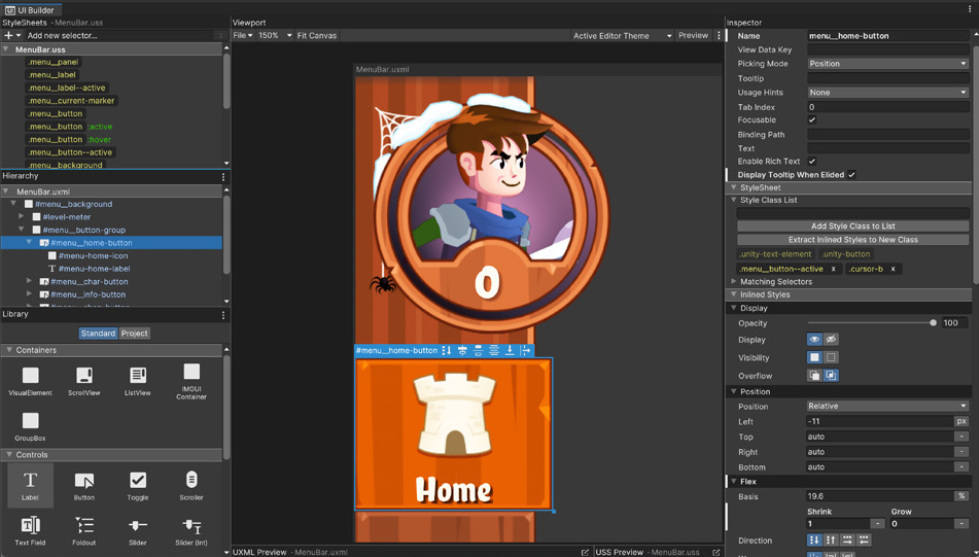 UI Builder
StyleSheets - MenuBar.uss
Add new selector...
MenuBar.uss
.menu__panel
.menu__label
.menu__label--active
.menu__current-marker
.menu__button
.menu__button :active
.menu__button :hover
.menu__button--active
.menu__background
Hierarchy
MenuBar.uxml
#menu__background
#level-meter
#menu__button-group
#menu__home-button
#menu-home-icon
#menu-home-label
#menu__char-button
#menu__info-button
Library
Standard Project
Containers
VisualElement
ScrollView
ListView
IMGUI Container
GroupBox
Controls
Label
Button
Toggle
Scroller
Text Field
Foldout
Slider
Slider (Int)
Viewport
File 150% Fit Canvas Active Editor Theme Preview
MenuBar.uxml
0
#menu__home-button
Home
UXML Preview - MenuBar.uxml
USS Preview - MenuBar.uss
Inspector
Name menu__home-button
View Data Key
Picking Mode Position
Tooltip
Usage Hints None
Tab Index 0
Focusable
Binding Path
Text
Enable Rich Text
Display Tooltip When Elided
StyleSheet
Style Class List
Add Style Class to List
Extract Inlined Styles to New Class
.unity-text-element .unity-button
.menu__button--active x .cursor-b x
Matching Selectors
Inlined Styles
Display
Opacity 100
Display
Visibility
Overflow
Position
Position Relative
Left -11 px
Top auto -
Right auto -
Bottom auto -
Flex
Basis 19.6 %
Shrink Grow
1 - 0 -
Direction